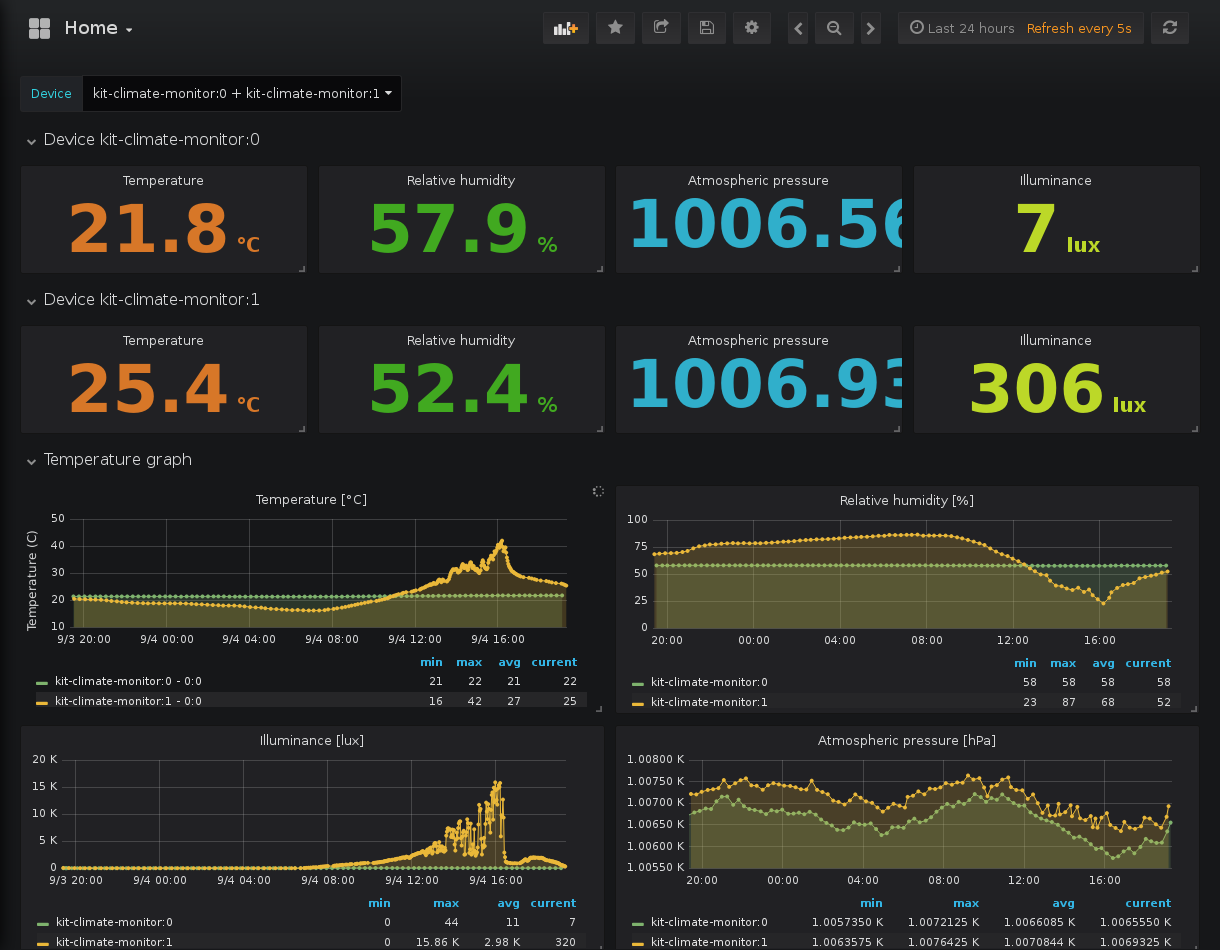 Home
Last 24 hours Refresh every 5s
Device kit-climate-monitor:0 + kit-climate-monitor:1
Device kit-climate-monitor:0
Temperature Relative humidity Atmospheric pressure Illuminance
21.8 °C 57.9 % 1006.56 7 lux
Device kit-climate-monitor:1
Temperature Relative humidity Atmospheric pressure Illuminance
25.4 °C 52.4 % 1006.93 306 lux
Temperature graph
Temperature [°C]
Temperature (C)
50
40
30
20
10
9/3 20:00 9/4 00:00 9/4 04:00 9/4 08:00 9/4 12:00 9/4 16:00
min max avg current
kit-climate-monitor:0 - 0:0 21 22 21 22
kit-climate-monitor:1 - 0:0 16 42 27 25
Relative humidity [%]
100
75
50
25
0
20:00 00:00 04:00 08:00 12:00 16:00
min max avg current
kit-climate-monitor:0 58 58 58 58
kit-climate-monitor:1 23 87 68 52
Illuminance [lux]
20 K
15 K
10 K
5 K
0
9/3 20:00 9/4 00:00 9/4 04:00 9/4 08:00 9/4 12:00 9/4 16:00
min max avg current
kit-climate-monitor:0 0 44 11 7
kit-climate-monitor:1 0 15.86 K 2.98 K 320
Atmospheric pressure [hPa]
1.00800 K
1.00750 K
1.00700 K
1.00650 K
1.00600 K
1.00550 K
20:00 00:00 04:00 08:00 12:00 16:00
min max avg current
kit-climate-monitor:0 1.0057350 K 1.0072125 K 1.0066085 K 1.0065550 K
kit-climate-monitor:1 1.0063575 K 1.0076425 K 1.0070844 K 1.0069325 K